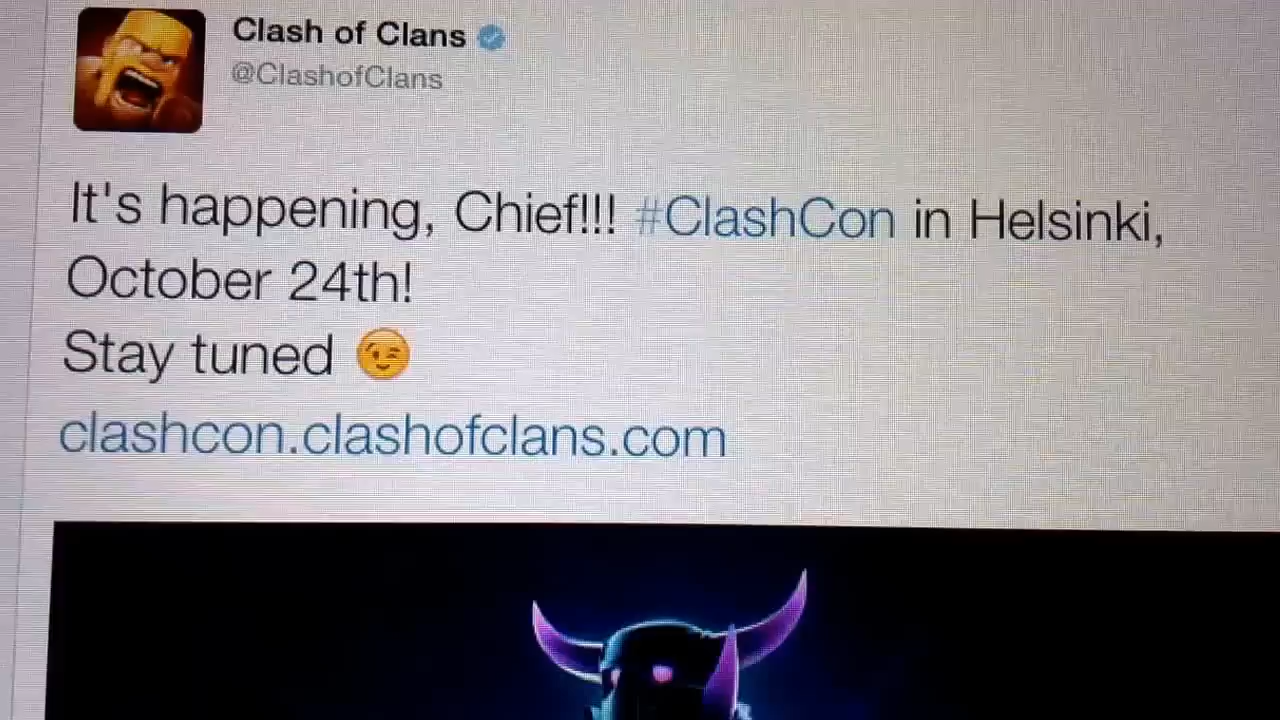 Clash of Clans
@ClashofClans
It's happening, Chief!!! #ClashCon in Helsinki,
October 24th!
Stay tuned 😉
clashcon.clashofclans.com